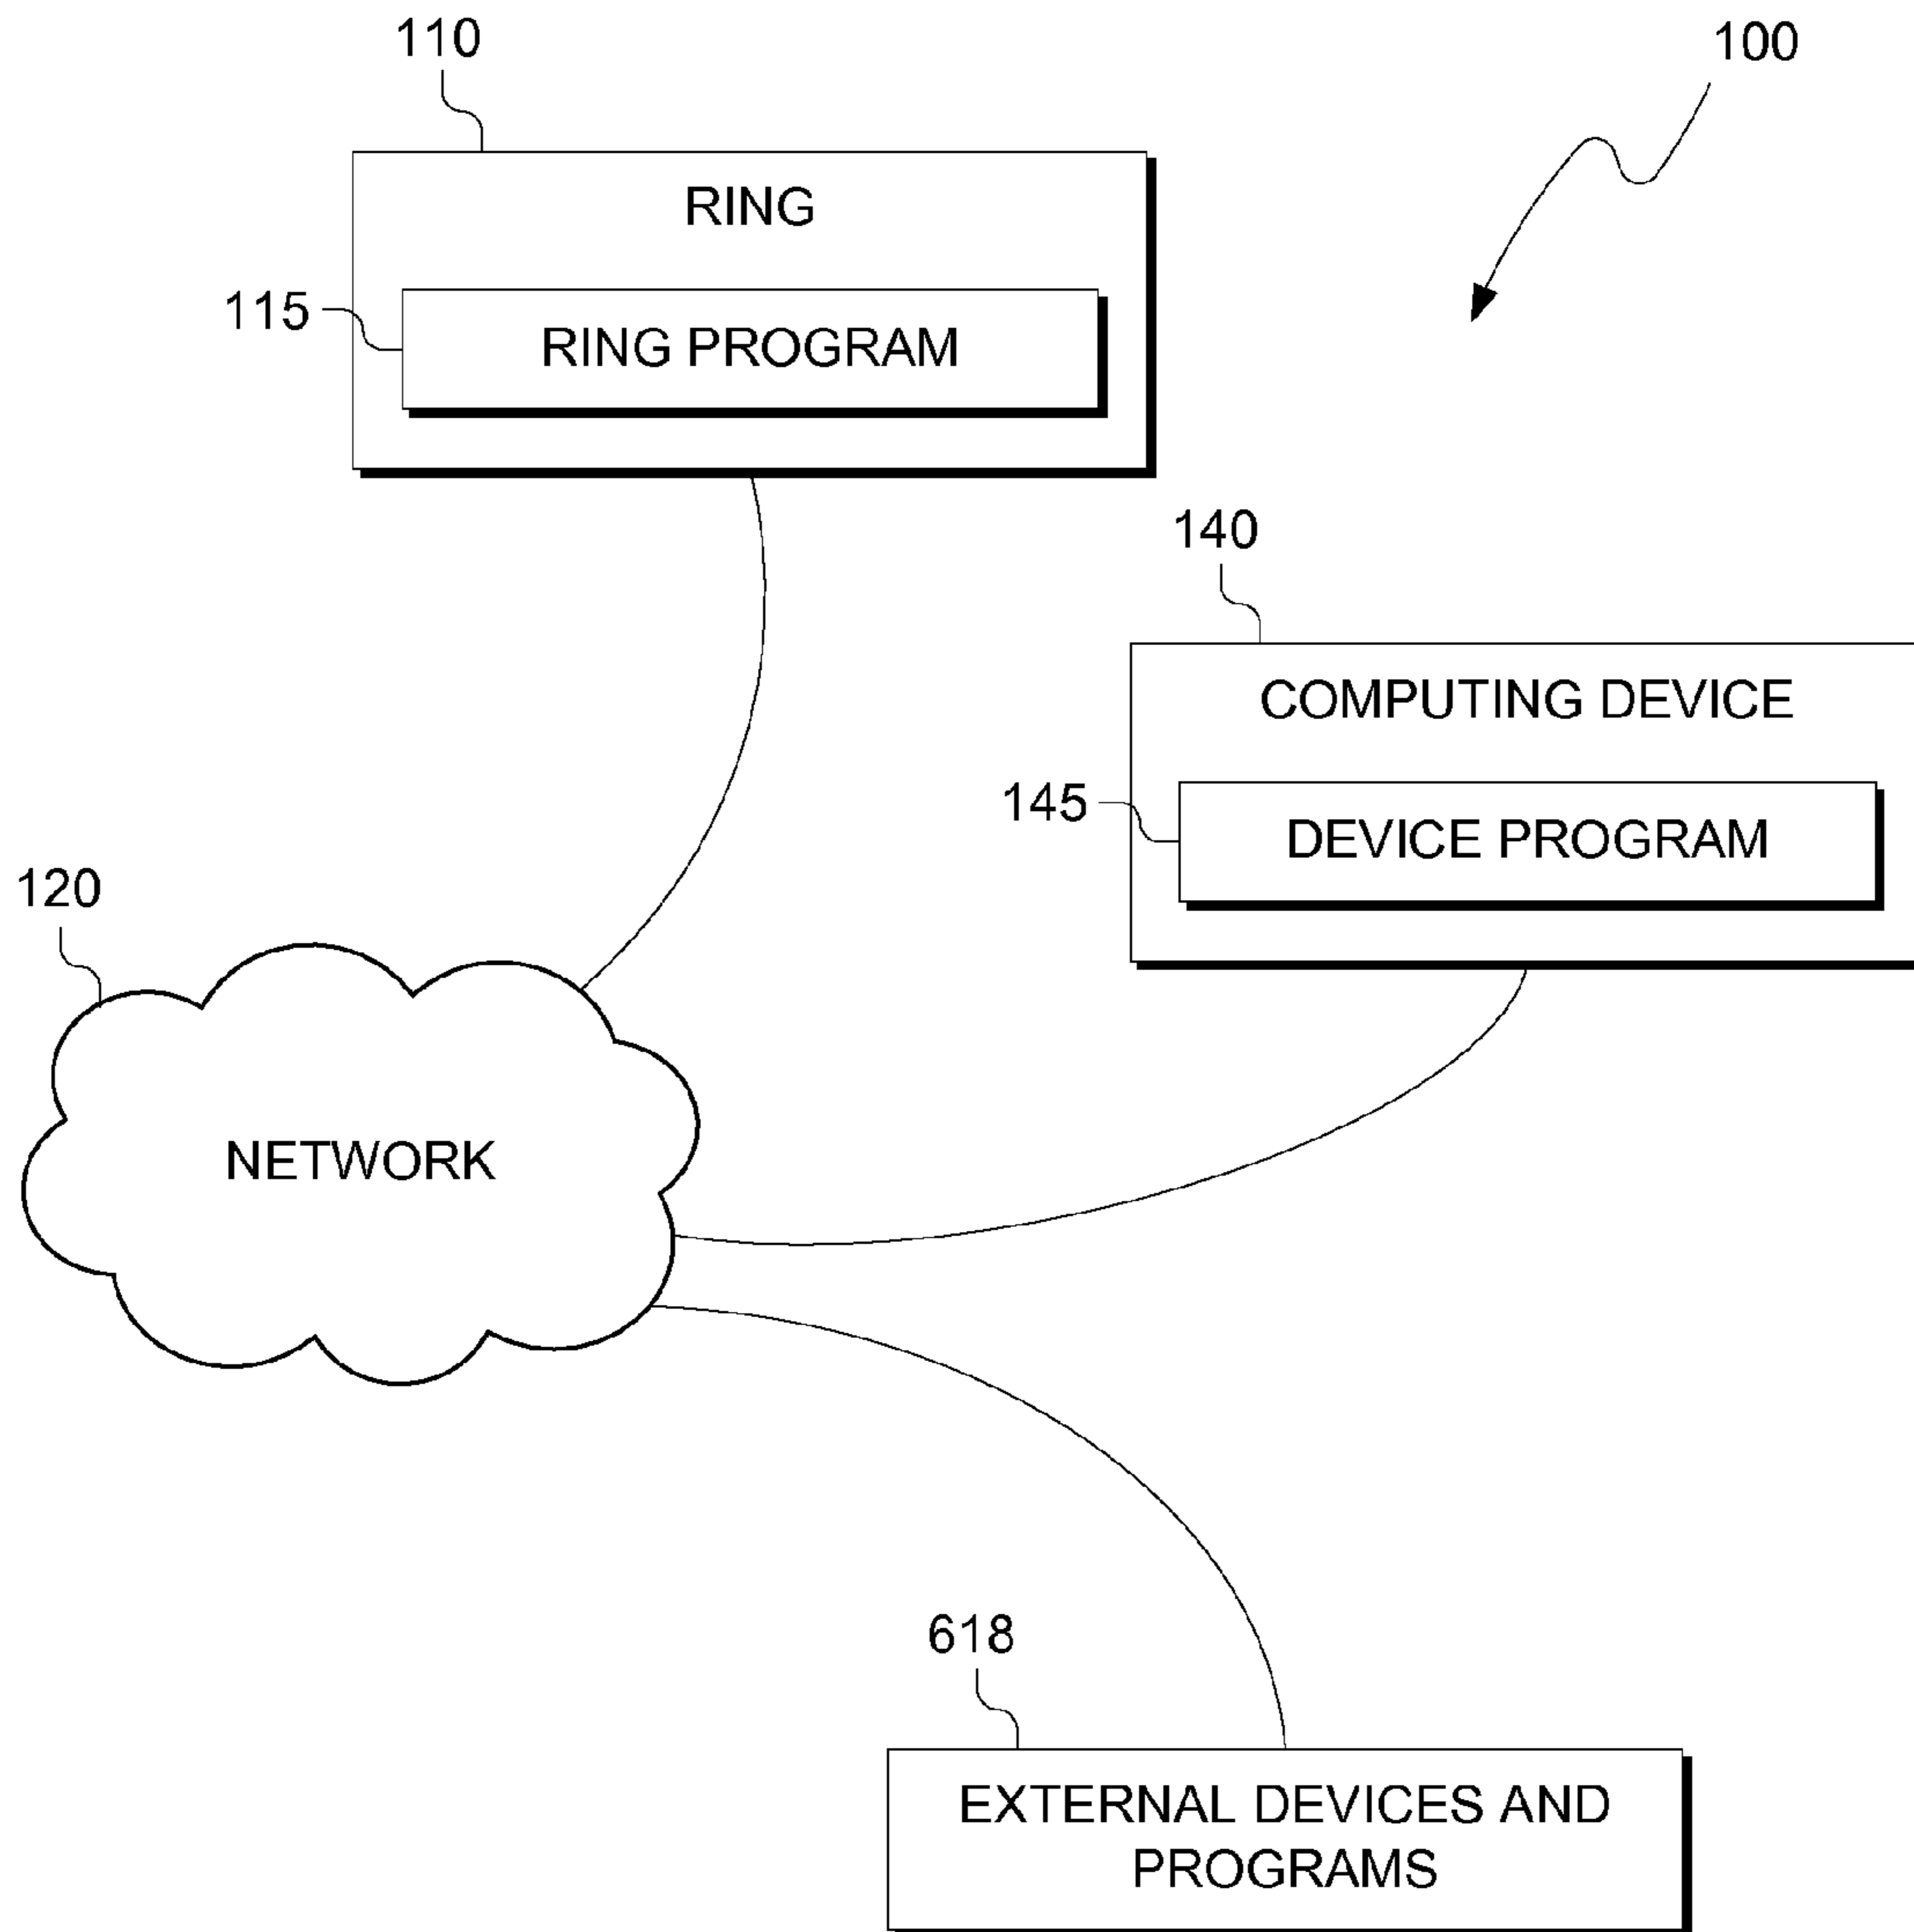 110
100
RING
115
RING PROGRAM
140
COMPUTING DEVICE
145
DEVICE PROGRAM
120
NETWORK
618
EXTERNAL DEVICES AND
PROGRAMS